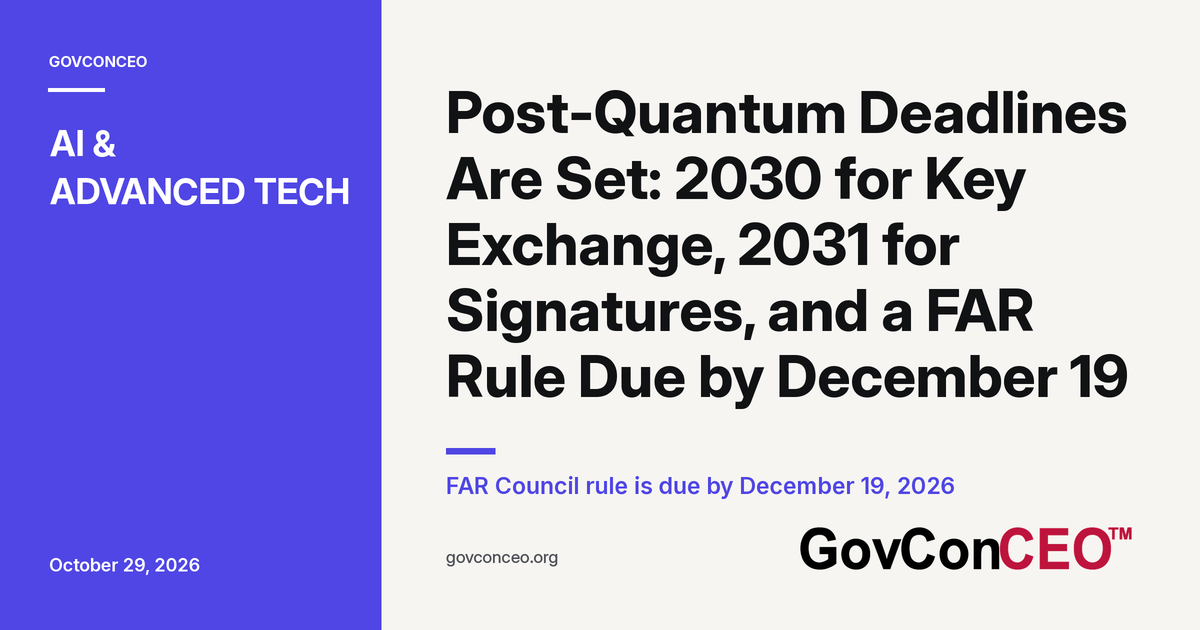 GOVCONCEO
AI &
ADVANCED TECH
October 29, 2026
Post-Quantum Deadlines
Are Set: 2030 for Key
Exchange, 2031 for
Signatures, and a FAR
Rule Due by December 19
FAR Council rule is due by December 19, 2026
govconceo.org
GovConCEO™